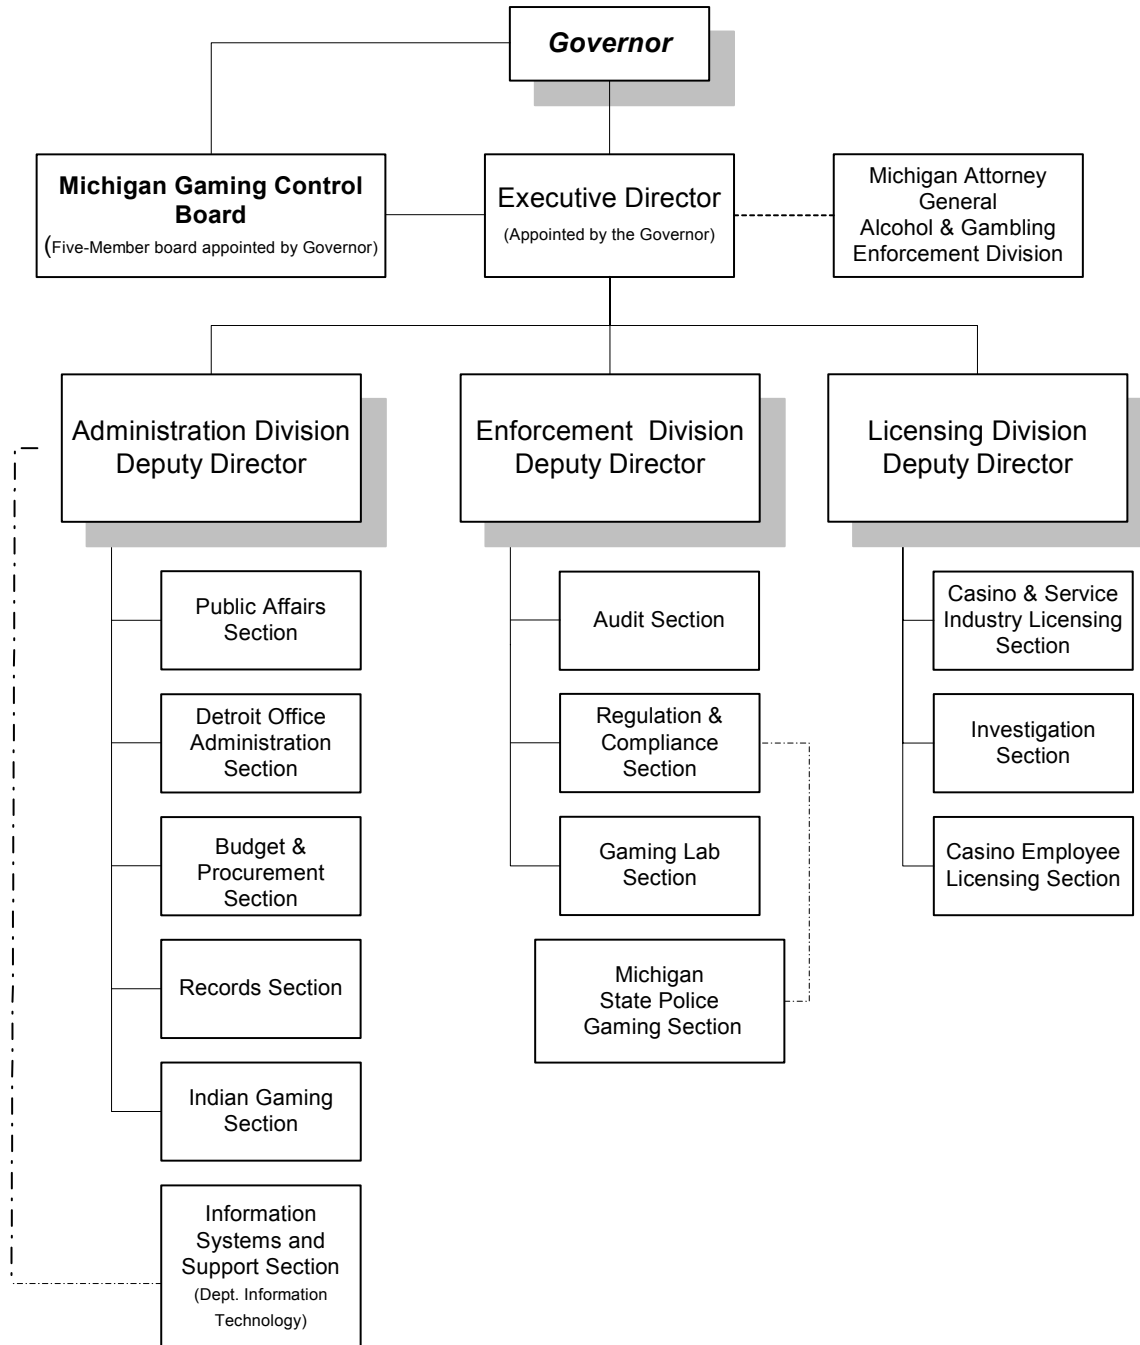 Governor
Michigan Gaming Control
Board
(Five-Member board appointed by Governor)
Executive Director
(Appointed by the Governor)
Michigan Attorney
General
Alcohol & Gambling
Enforcement Division
Administration Division
Deputy Director
Enforcement Division
Deputy Director
Licensing Division
Deputy Director
Public Affairs
Section
Detroit Office
Administration
Section
Budget &
Procurement
Section
Records Section
Indian Gaming
Section
Information
Systems and
Support Section
(Dept. Information
Technology)
Audit Section
Regulation &
Compliance
Section
Gaming Lab
Section
Michigan
State Police
Gaming Section
Casino & Service
Industry Licensing
Section
Investigation
Section
Casino Employee
Licensing Section